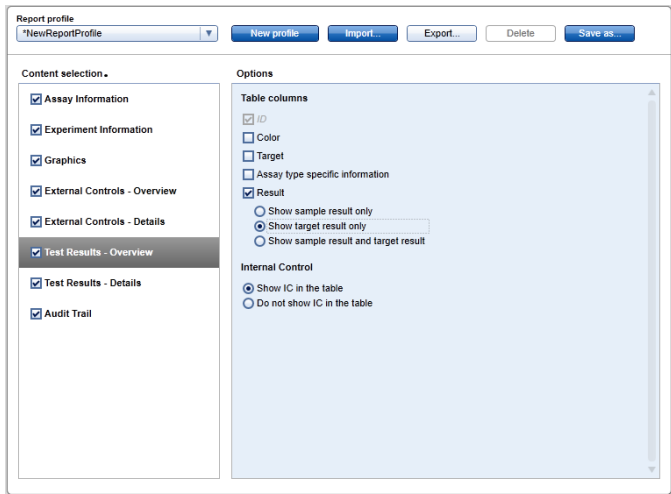 Report profile
*NewReportProfile
New profile
Import...
Export...
Delete
Save as...
Content selection
Options
Assay Information
Experiment Information
Graphics
External Controls - Overview
External Controls - Details
Test Results - Overview
Test Results - Details
Audit Trail
Table columns
ID
Color
Target
Assay type specific information
Result
Show sample result only
Show target result only
Show sample result and target result
Internal Control
Show IC in the table
Do not show IC in the table